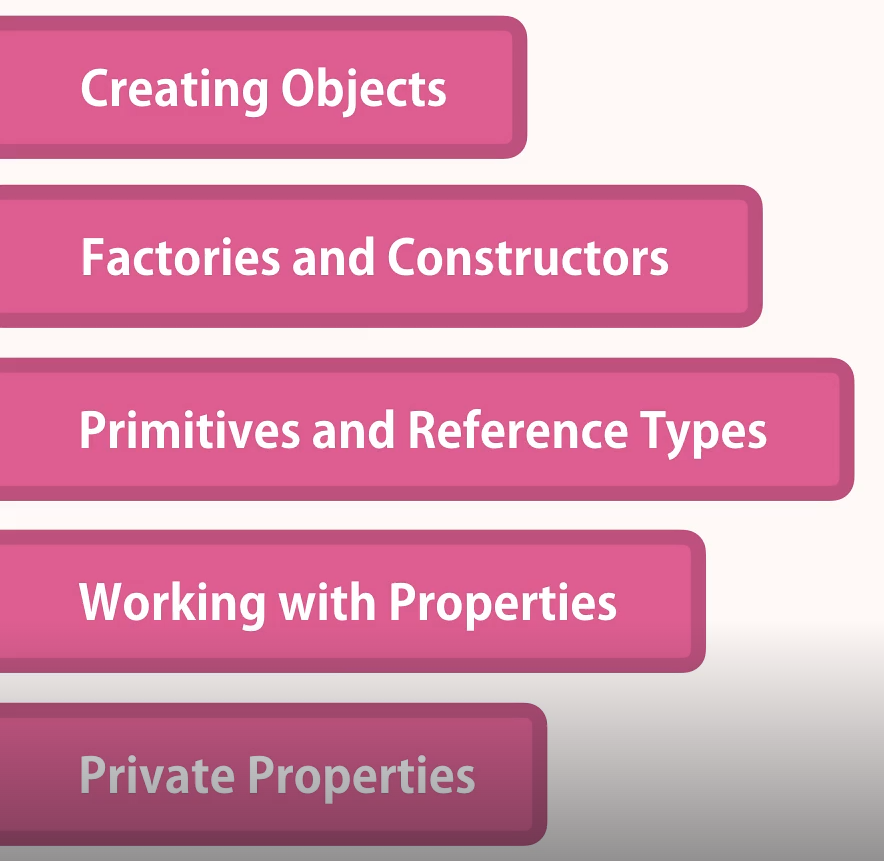 Creating Objects
Factories and Constructors
Primitives and Reference Types
Working with Properties
Private Properties